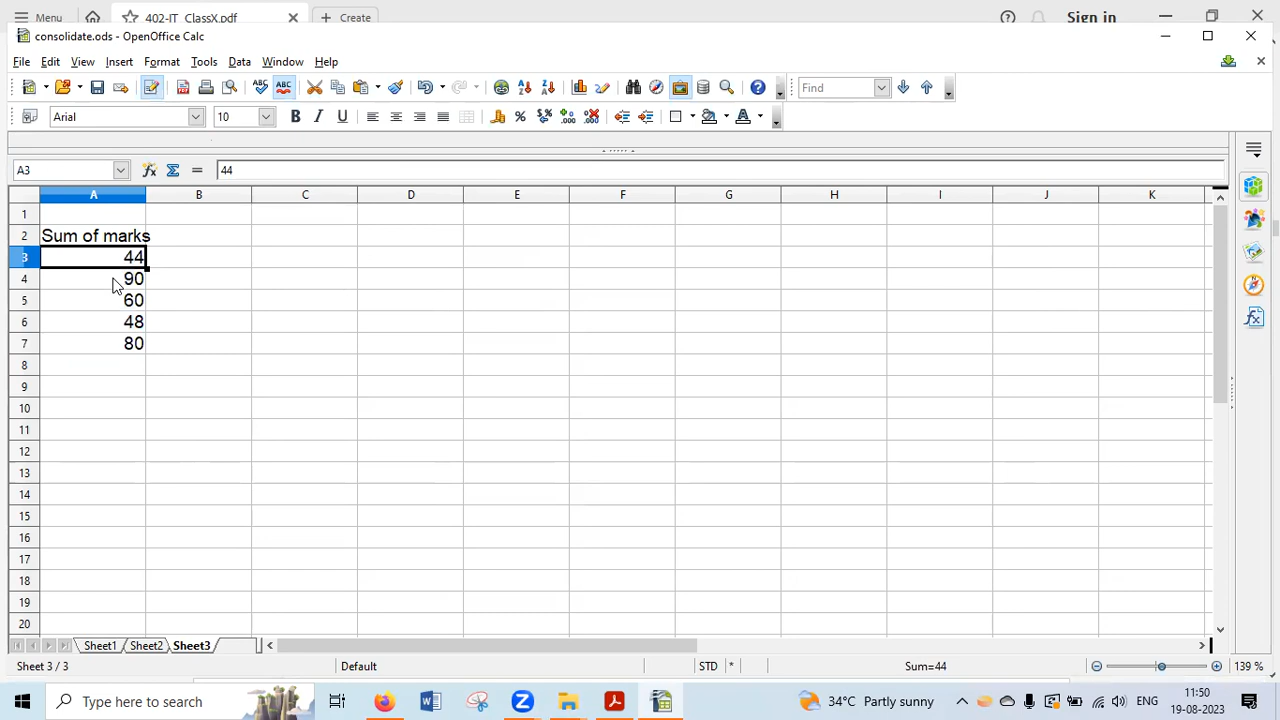 Menu 402-IT_ClassX.pdf Create Sign in
consolidate.ods - OpenOffice Calc
File Edit View Insert Format Tools Data Window Help
ABC ABC Find
Arial 10 B I U % A
A3 fx Σ = 44
A B C D E F G H I J K
1
2 Sum of marks
3 44
4 90
5 60
6 48
7 80
8
9
10
11
12
13
14
15
16
17
18
19
20
Sheet1 Sheet2 Sheet3
Sheet 3 / 3 Default STD * Sum=44 139 %
Type here to search 34°C Partly sunny ENG 11:50
19-08-2023